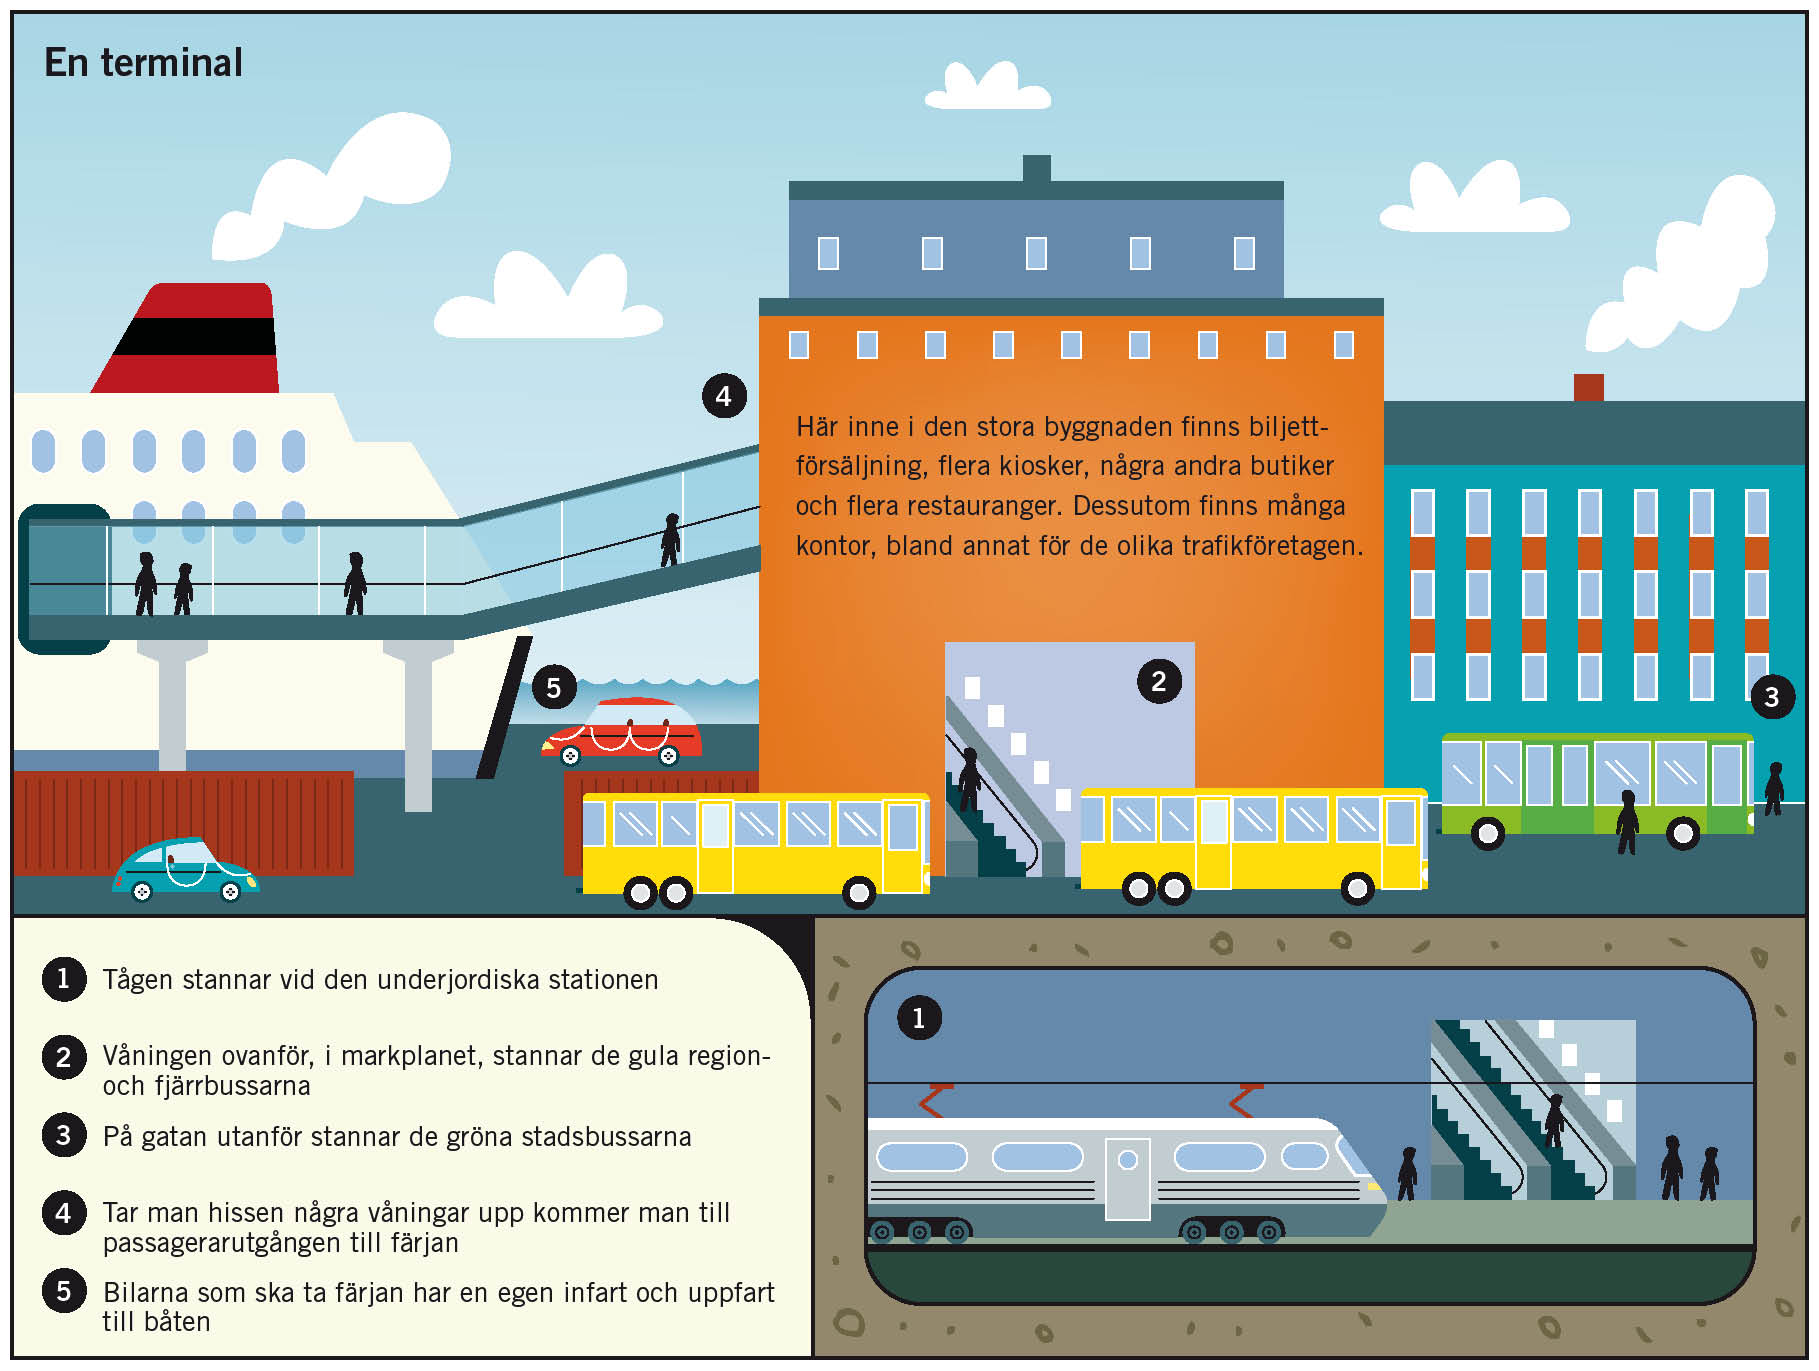 En terminal
4
Här inne i den stora byggnaden finns biljett-
försäljning, flera kiosker, några andra butiker
och flera restauranger. Dessutom finns många
kontor, bland annat för de olika trafikföretagen.
5
2
3
1 Tågen stannar vid den underjordiska stationen
2 Våningen ovanför, i markplanet, stannar de gula region-
och fjärrbussarna
3 På gatan utanför stannar de gröna stadsbussarna
4 Tar man hissen några våningar upp kommer man till
passagerarutgången till färjan
5 Bilarna som ska ta färjan har en egen infart och uppfart
till båten
1